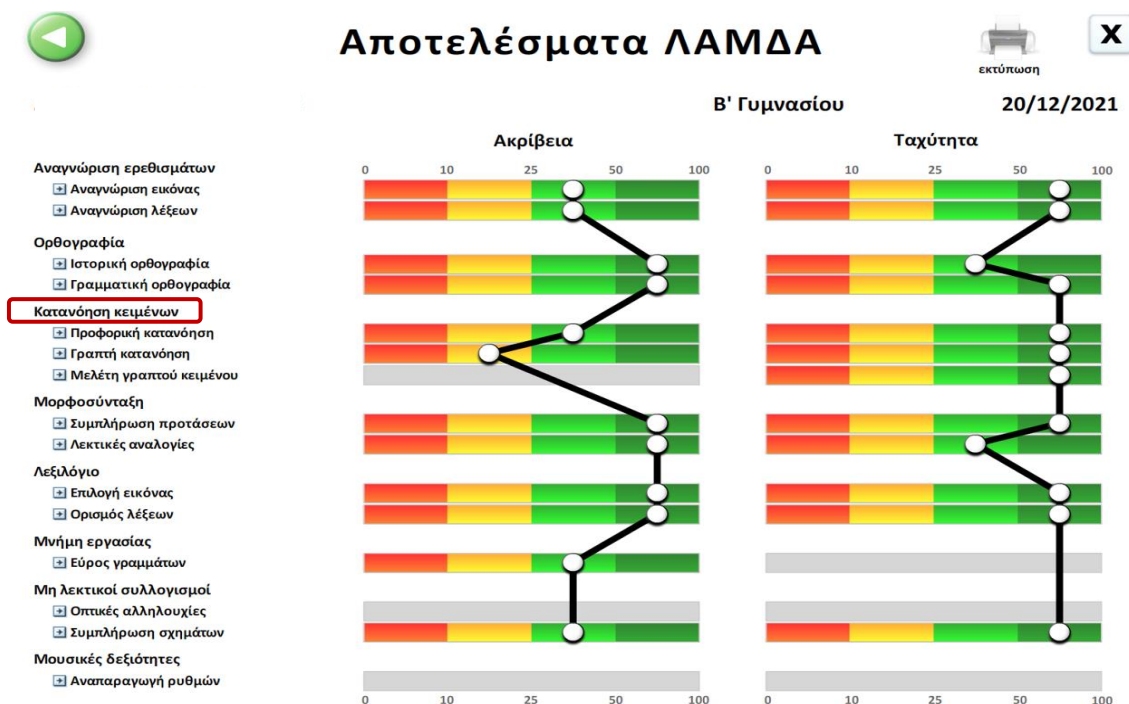 Αποτελέσματα ΛΑΜΔΑ
X
εκτύπωση
Β' Γυμνασίου 20/12/2021
Ακρίβεια Ταχύτητα
Αναγνώριση ερεθισμάτων
0 10 25 50 100 0 10 25 50 100
Αναγνώριση εικόνας
Αναγνώριση λέξεων
Ορθογραφία
Ιστορική ορθογραφία
Γραμματική ορθογραφία
Κατανόηση κειμένων
Προφορική κατανόηση
Γραπτή κατανόηση
Μελέτη γραπτού κειμένου
Μορφοσύνταξη
Συμπλήρωση προτάσεων
Λεκτικές αναλογίες
Λεξιλόγιο
Επιλογή εικόνας
Ορισμός λέξεων
Μνήμη εργασίας
Εύρος γραμμάτων
Μη λεκτικοί συλλογισμοί
Οπτικές αλληλουχίες
Συμπλήρωση σχημάτων
Μουσικές δεξιότητες
Αναπαραγωγή ρυθμών
0 10 25 50 100 0 10 25 50 100